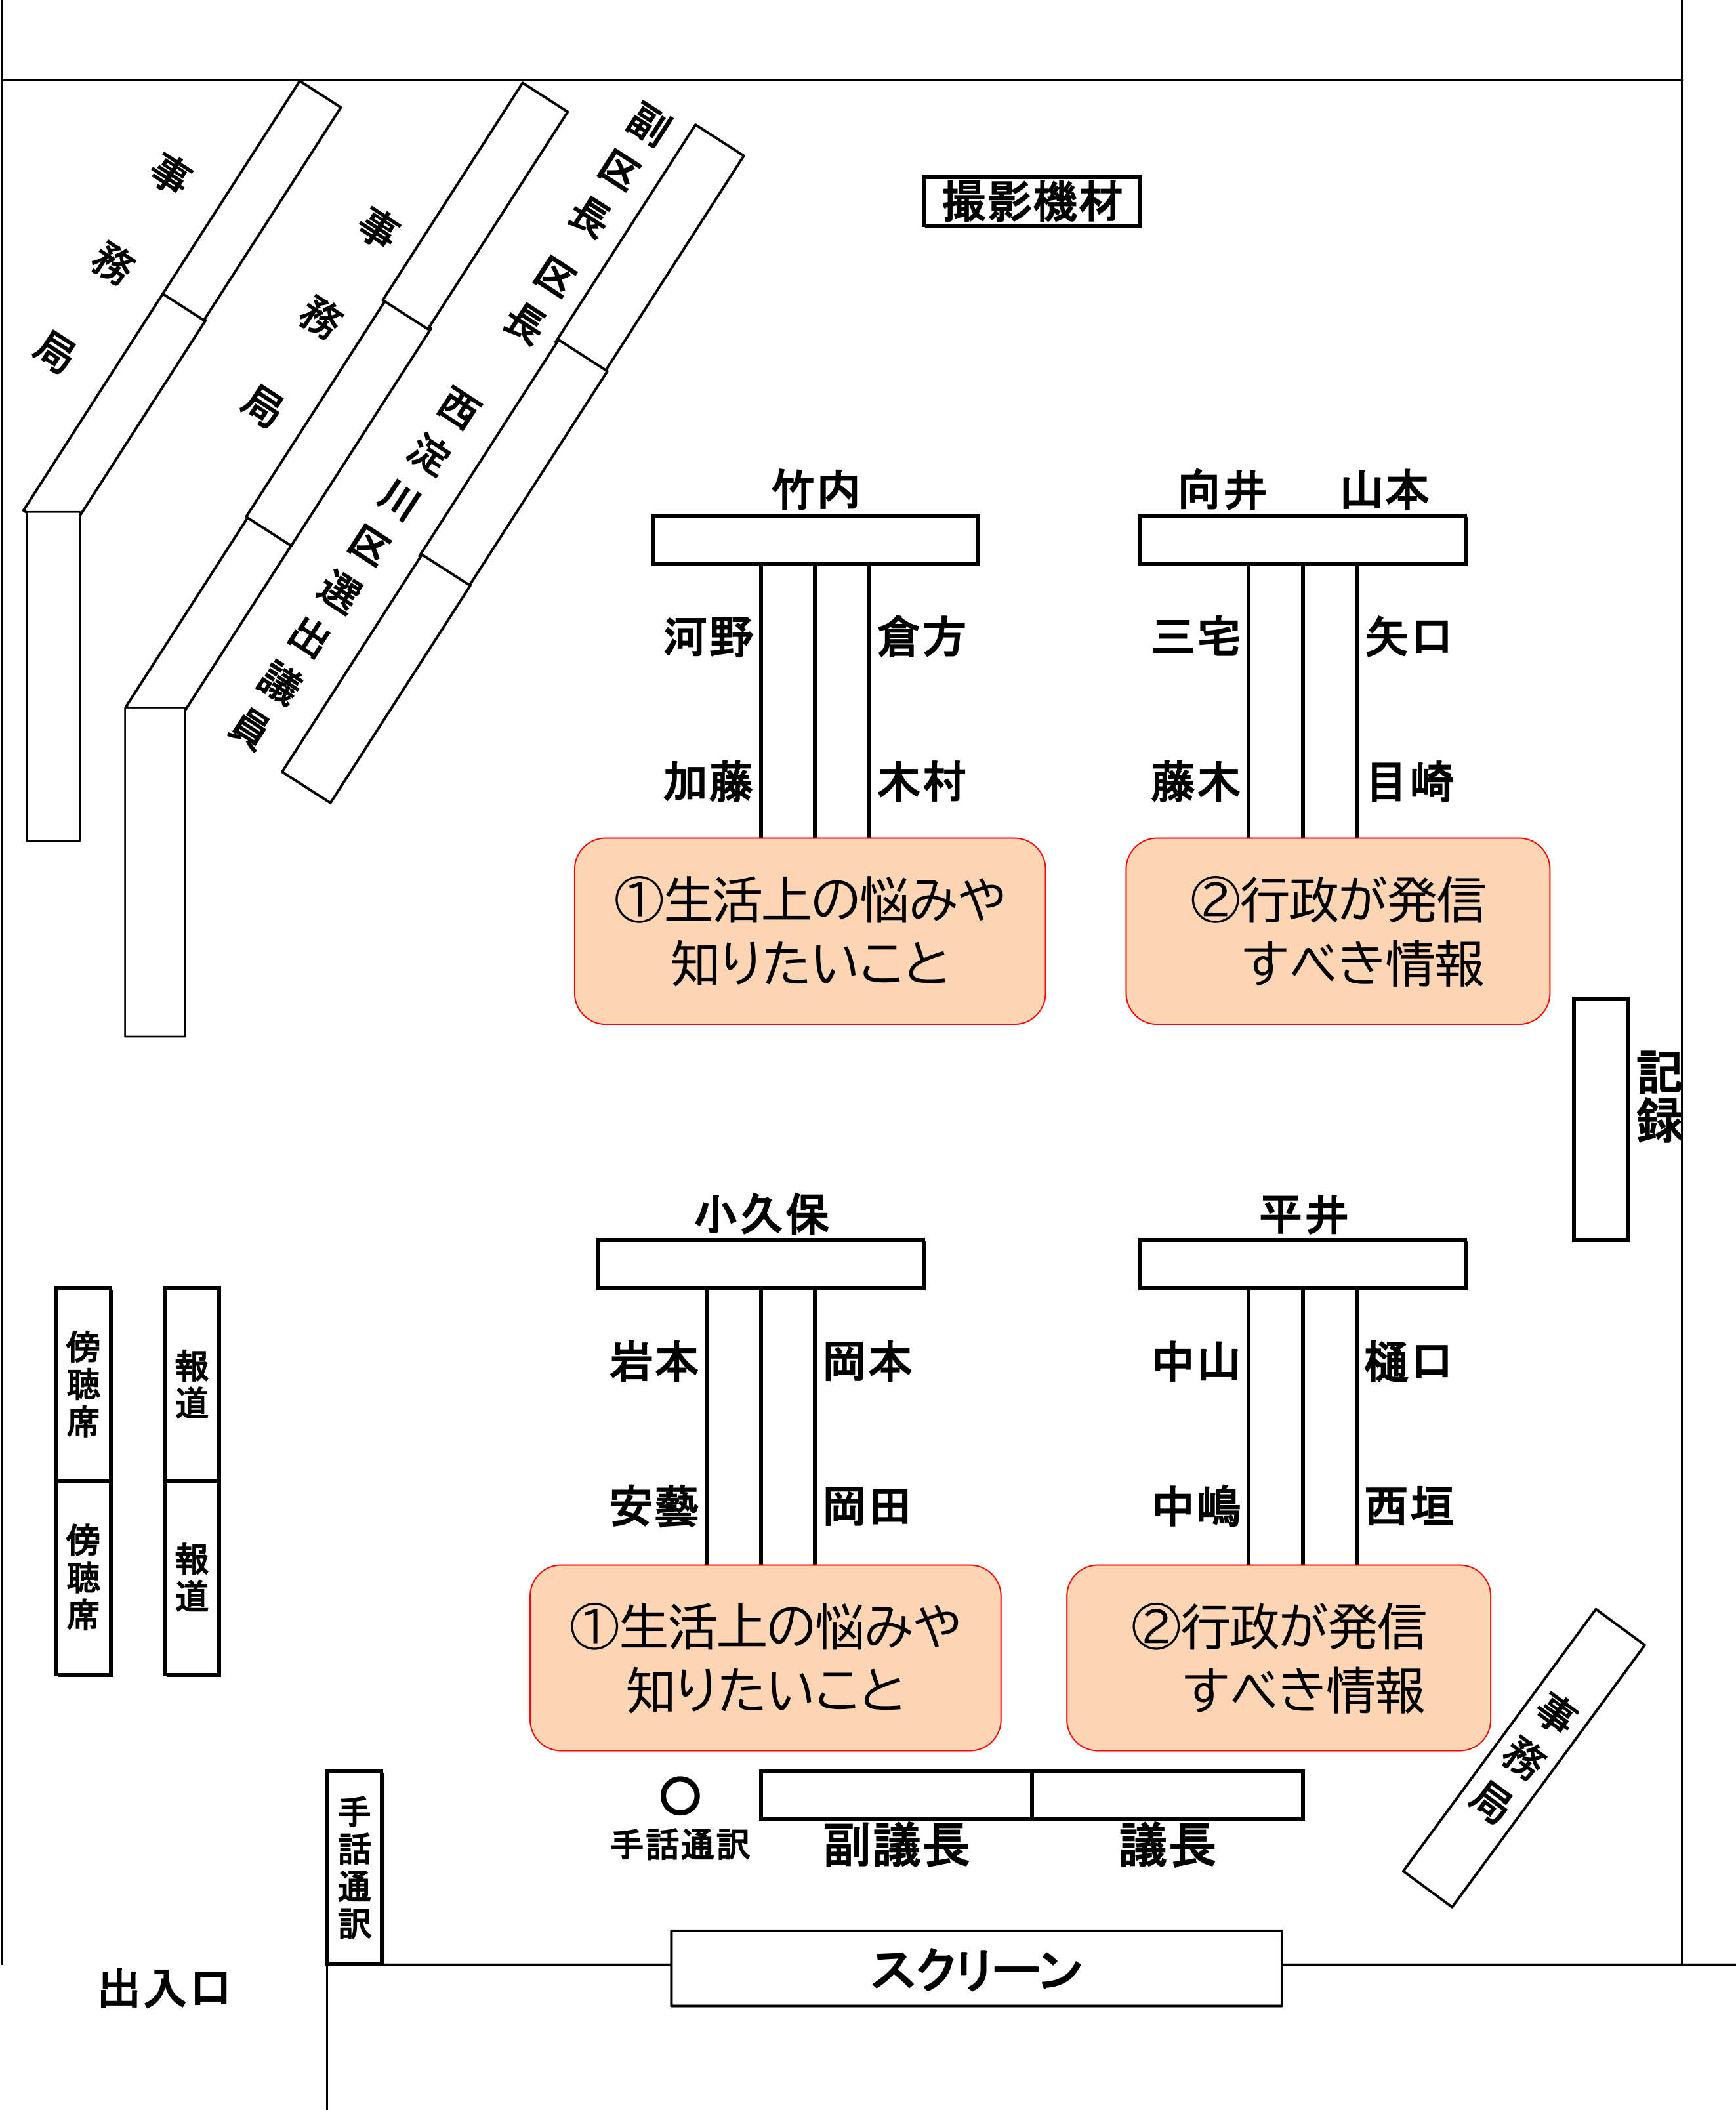 事務局
事務局
副区長 区長 西淀川区選出議員
撮影機材
竹内
向井 山本
河野 倉方
三宅 矢口
加藤 木村
藤木 目崎
①生活上の悩みや
知りたいこと
②行政が発信
すべき情報
記録
小久保
平井
岩本 岡本
中山 樋口
安藝 岡田
中嶋 西垣
傍聴席
報道
傍聴席
報道
①生活上の悩みや
知りたいこと
②行政が発信
すべき情報
事務局
手話通訳
手話通訳
副議長
議長
スクリーン
出入口